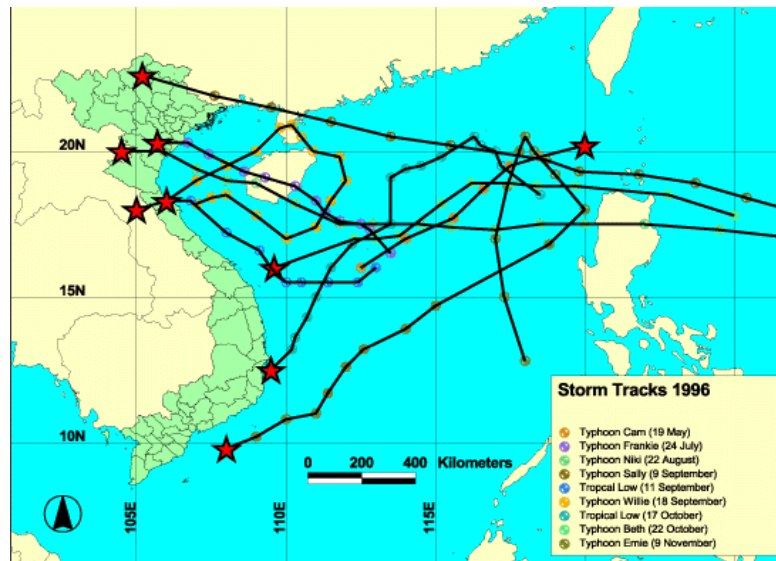 20N
15N
10N
105E
110E
115E
0 200 400 Kilometers
Storm Tracks 1996
Typhoon Cam (19 May)
Typhoon Frankie (24 July)
Typhoon Niki (22 August)
Typhoon Sally (9 September)
Tropcal Low (11 September)
Typhoon Willie (18 September)
Tropical Low (17 October)
Typhoon Beth (22 October)
Typhoon Ernie (9 November)